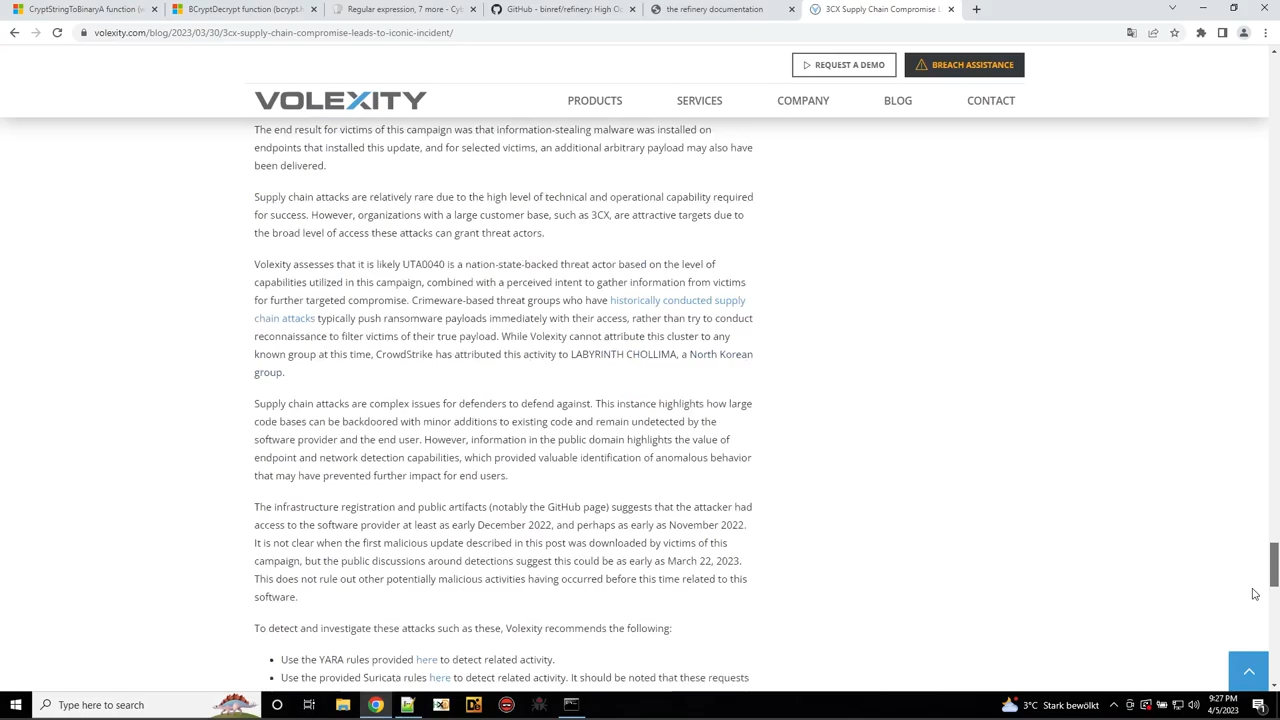 CryptStringToBinaryA function (w
BCryptDecrypt function (bcrypt.h
Regular expression, 7 more - Cyb
GitHub - binref/refinery: High Oc
the refinery documentation
3CX Supply Chain Compromise L
volexity.com/blog/2023/03/30/3cx-supply-chain-compromise-leads-to-iconic-incident/
REQUEST A DEMO
BREACH ASSISTANCE
VOLEXITY
PRODUCTS
SERVICES
COMPANY
BLOG
CONTACT
The end result for victims of this campaign was that information-stealing malware was installed on
endpoints that installed this update, and for selected victims, an additional arbitrary payload may also have
been delivered.
Supply chain attacks are relatively rare due to the high level of technical and operational capability required
for success. However, organizations with a large customer base, such as 3CX, are attractive targets due to
the broad level of access these attacks can grant threat actors.
Volexity assesses that it is likely UTA0040 is a nation-state-backed threat actor based on the level of
capabilities utilized in this campaign, combined with a perceived intent to gather information from victims
for further targeted compromise. Crimeware-based threat groups who have historically conducted supply
chain attacks typically push ransomware payloads immediately with their access, rather than try to conduct
reconnaissance to filter victims of their true payload. While Volexity cannot attribute this cluster to any
known group at this time, CrowdStrike has attributed this activity to LABYRINTH CHOLLIMA, a North Korean
group.
Supply chain attacks are complex issues for defenders to defend against. This instance highlights how large
code bases can be backdoored with minor additions to existing code and remain undetected by the
software provider and the end user. However, information in the public domain highlights the value of
endpoint and network detection capabilities, which provided valuable identification of anomalous behavior
that may have prevented further impact for end users.
The infrastructure registration and public artifacts (notably the GitHub page) suggests that the attacker had
access to the software provider at least as early December 2022, and perhaps as early as November 2022.
It is not clear when the first malicious update described in this post was downloaded by victims of this
campaign, but the public discussions around detections suggest this could be as early as March 22, 2023.
This does not rule out other potentially malicious activities having occurred before this time related to this
software.
To detect and investigate these attacks such as these, Volexity recommends the following:
• Use the YARA rules provided here to detect related activity.
• Use the provided Suricata rules here to detect related activity. It should be noted that these requests
Type here to search
3°C Stark bewölkt
9:27 PM
4/5/2023